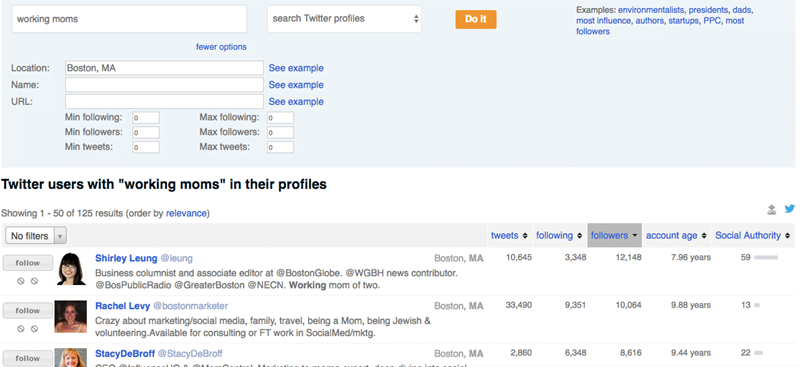 working moms
search Twitter profiles
Do It
Examples: environmentalists, presidents, dads,
most influence, authors, startups, PPC, most
followers
fewer options
Location: Boston, MA See example
Name: See example
URL: See example
Min following: 0 Max following: 0
Min followers: 0 Max followers: 0
Min tweets: 0 Max tweets: 0
Twitter users with "working moms" in their profiles
Showing 1 - 50 of 125 results (order by relevance)
No filters tweets following followers account age Social Authority
follow Shirley Leung @leung Boston, MA 10,645 3,348 12,148 7.96 years 59
Business columnist and associate editor at @BostonGlobe. @WGBH news contributor.
@BosPublicRadio @GreaterBoston @NECN. Working mom of two.
follow Rachel Levy @bostonmarketer Boston, MA 33,490 9,351 10,064 9.88 years 13
Crazy about marketing/social media, family, travel, being a Mom, being Jewish &
volunteering.Available for consulting or FT work in SocialMed/mktg.
follow StacyDeBroff @StacyDeBroff Boston, MA 2,860 6,348 8,616 9.44 years 22